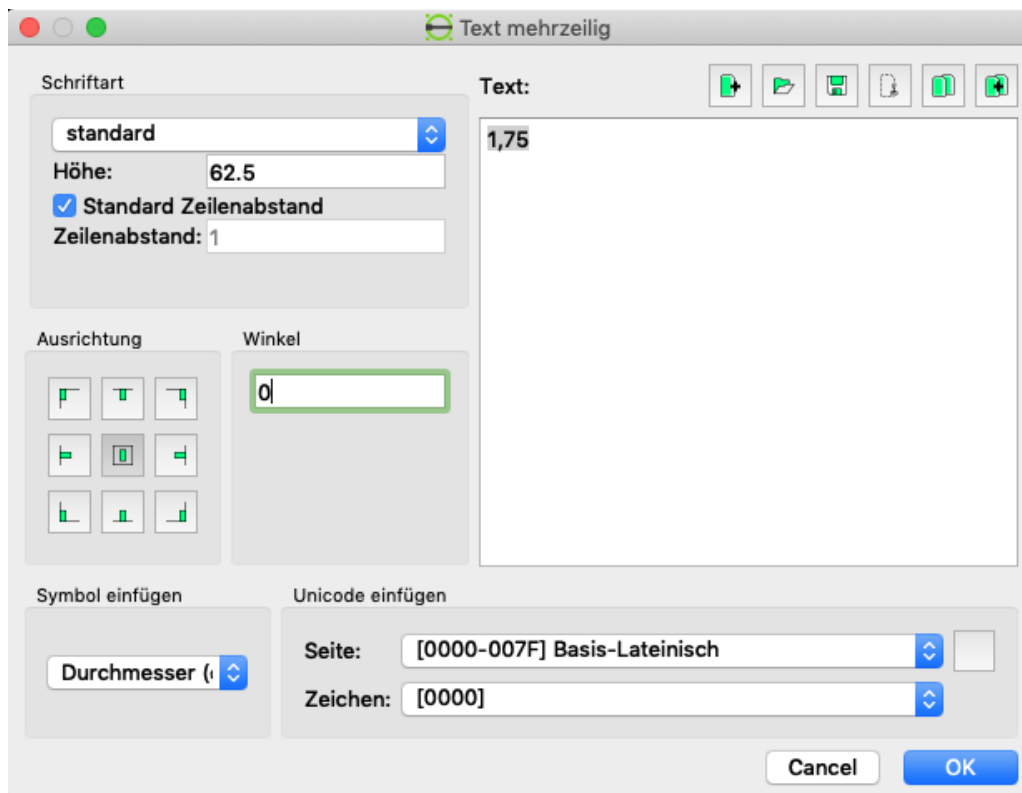 Text mehrzeilig
Schriftart
standard
Höhe:
62.5
Standard Zeilenabstand
Zeilenabstand:
1
Text:
1,75
Ausrichtung
Winkel
0
Symbol einfügen
Durchmesser (
Unicode einfügen
Seite:
[0000-007F] Basis-Lateinisch
Zeichen:
[0000]
Cancel
OK